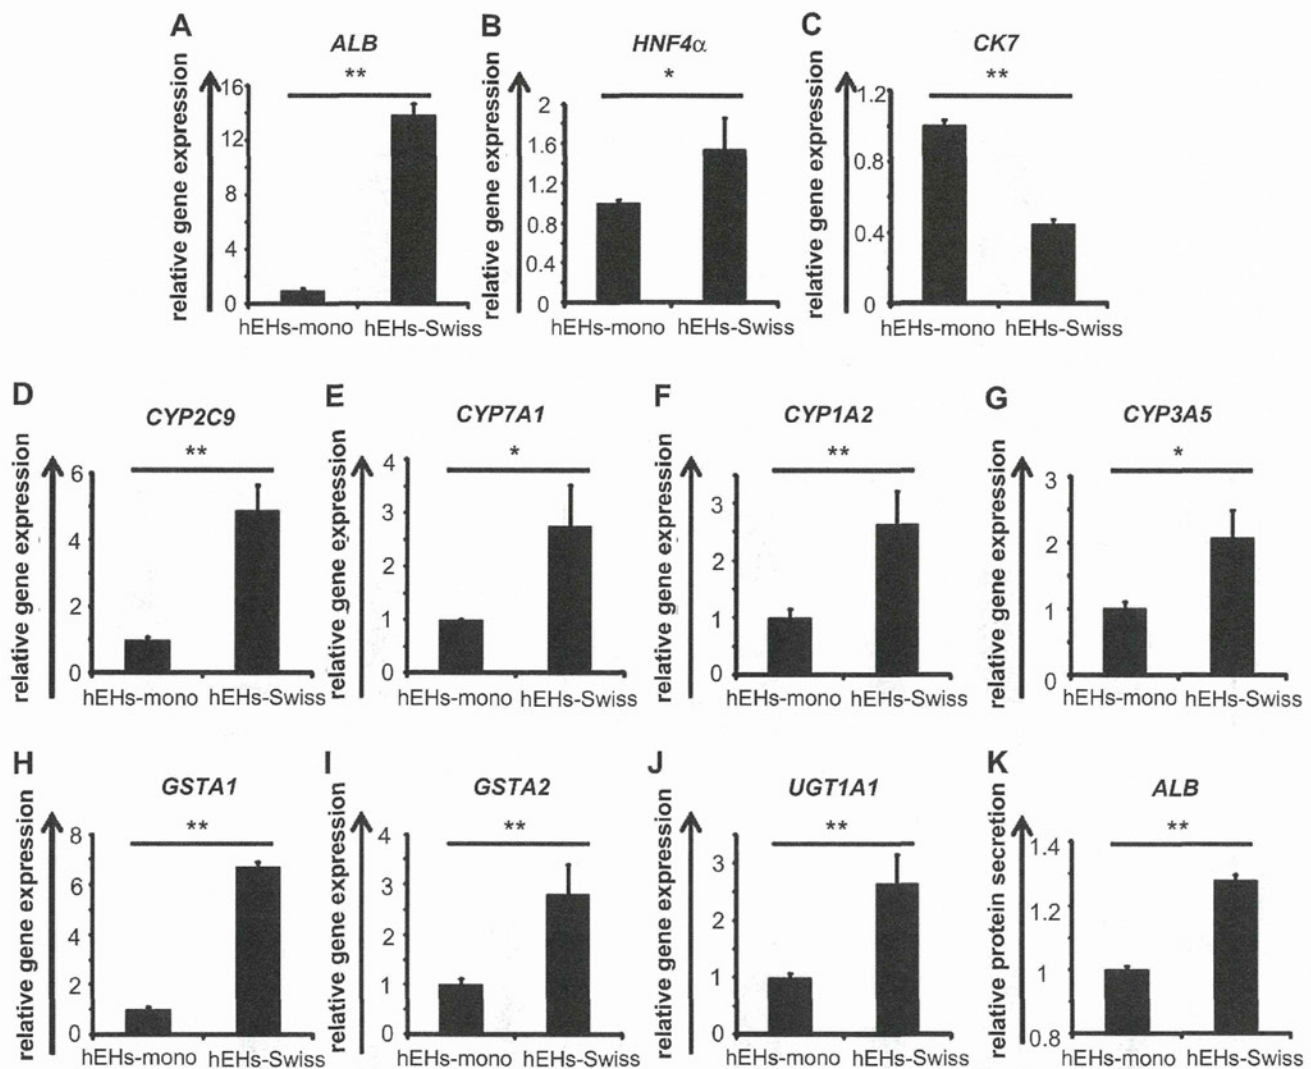 A
ALB
**
relative gene expression
16
12
8
4
0
hEHs-mono hEHs-Swiss
B
HNF4α
*
relative gene expression
2
1.6
1.2
0.8
0.4
0
hEHs-mono hEHs-Swiss
C
CK7
**
relative gene expression
1.2
0.8
0.4
0
hEHs-mono hEHs-Swiss
D
CYP2C9
**
relative gene expression
6
4
2
0
hEHs-mono hEHs-Swiss
E
CYP7A1
*
relative gene expression
4
3
2
1
0
hEHs-mono hEHs-Swiss
F
CYP1A2
**
relative gene expression
3
2
1
0
hEHs-mono hEHs-Swiss
G
CYP3A5
*
relative gene expression
3
2
1
0
hEHs-mono hEHs-Swiss
H
GSTA1
**
relative gene expression
8
6
4
2
0
hEHs-mono hEHs-Swiss
I
GSTA2
**
relative gene expression
4
3
2
1
0
hEHs-mono hEHs-Swiss
J
UGT1A1
**
relative gene expression
3
2
1
0
hEHs-mono hEHs-Swiss
K
ALB
**
relative protein secretion
1.4
1.2
1
0.8
hEHs-mono hEHs-Swiss